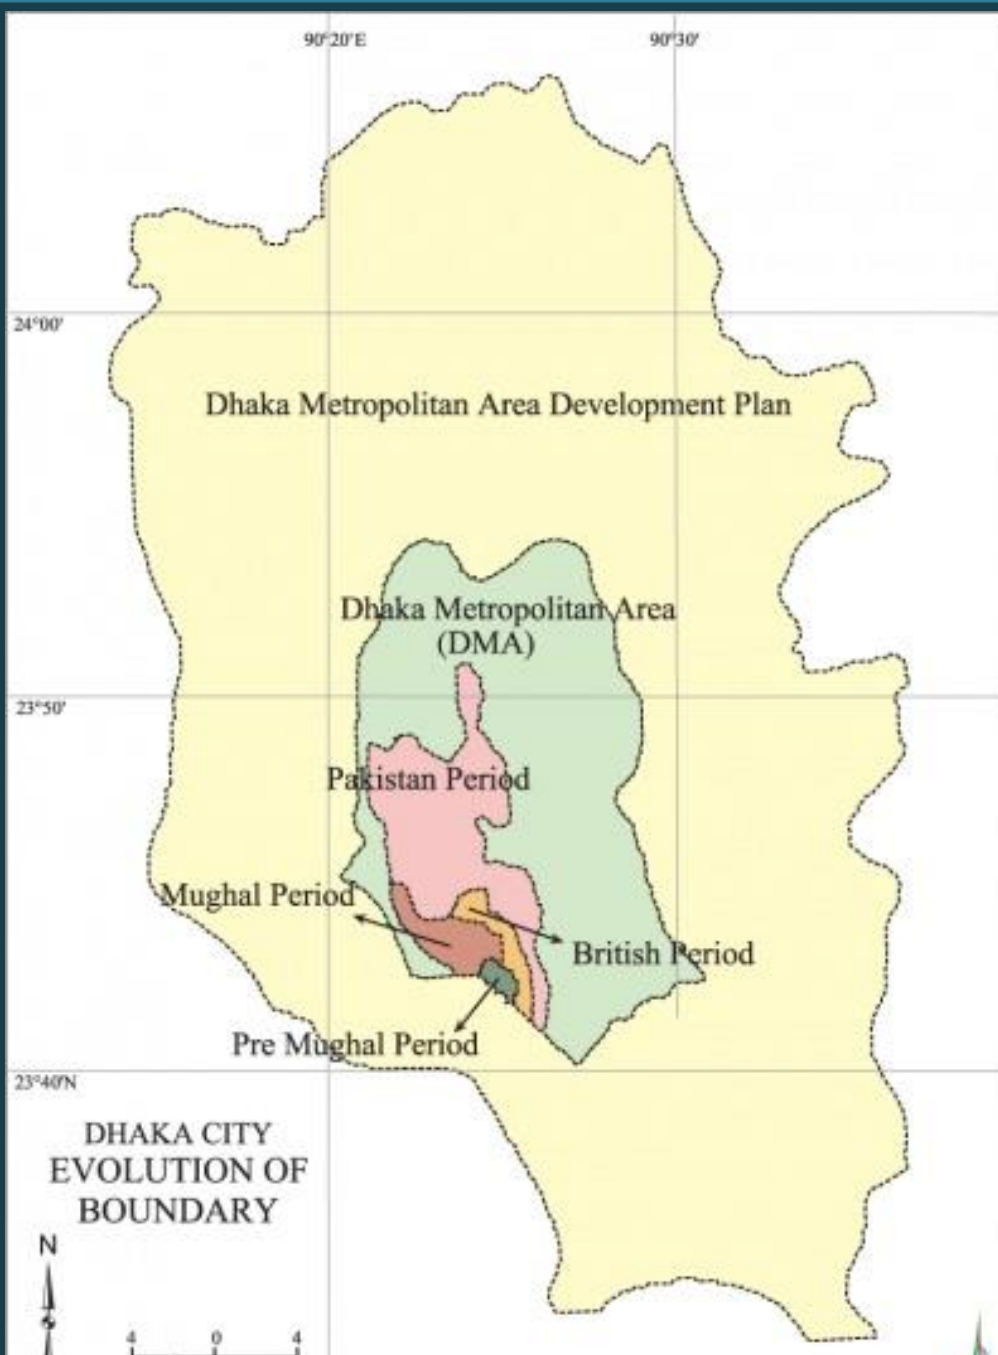 90°20'E
90°30'
24°00'
Dhaka Metropolitan Area Development Plan
Dhaka Metropolitan Area
(DMA)
23°50'
Pakistan Period
Mughal Period
British Period
Pre Mughal Period
23°40'N
DHAKA CITY
EVOLUTION OF
BOUNDARY
N
4 0 4